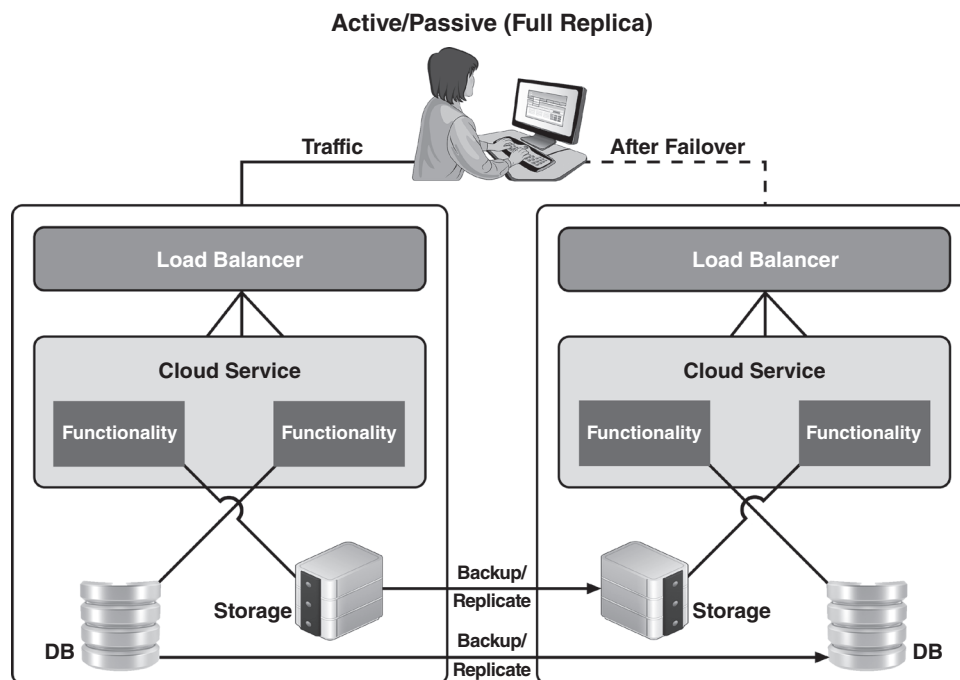 Active/Passive (Full Replica)
Traffic
After Failover
Load Balancer
Load Balancer
Cloud Service
Cloud Service
Functionality
Functionality
Functionality
Functionality
Backup/
Replicate
Storage
Storage
Backup/
Replicate
DB
DB